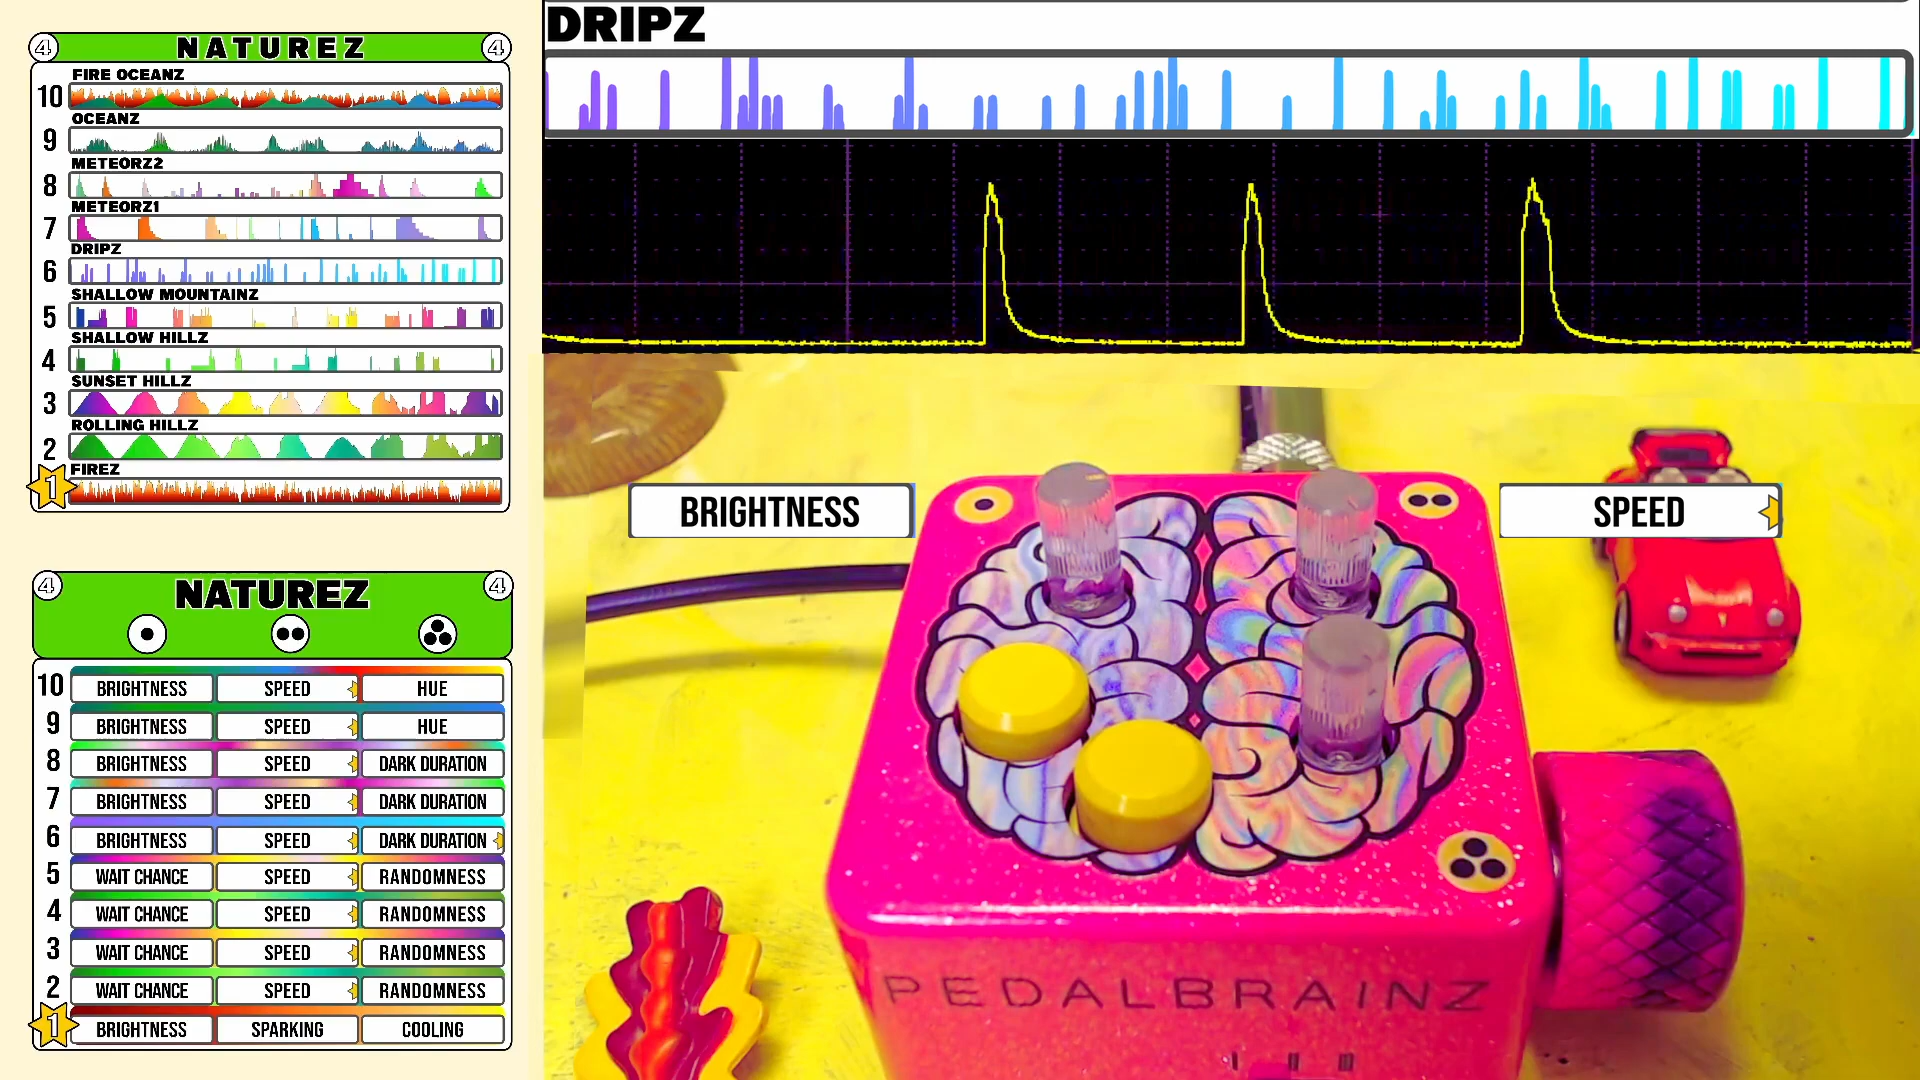 4 NATUREZ 4
FIRE OCEANZ
10
OCEANZ
9
METEORZ2
8
METEORZ1
7
DRIPZ
6
SHALLOW MOUNTAINZ
5
SHALLOW HILLZ
4
SUNSET HILLZ
3
ROLLING HILLZ
2
FIREZ
1
4 NATUREZ 4
10 BRIGHTNESS SPEED HUE
9 BRIGHTNESS SPEED HUE
8 BRIGHTNESS SPEED DARK DURATION
7 BRIGHTNESS SPEED DARK DURATION
6 BRIGHTNESS SPEED DARK DURATION
5 WAIT CHANCE SPEED RANDOMNESS
4 WAIT CHANCE SPEED RANDOMNESS
3 WAIT CHANCE SPEED RANDOMNESS
2 WAIT CHANCE SPEED RANDOMNESS
1 BRIGHTNESS SPARKING COOLING
DRIPZ
BRIGHTNESS
SPEED
PEDALBRAINZ